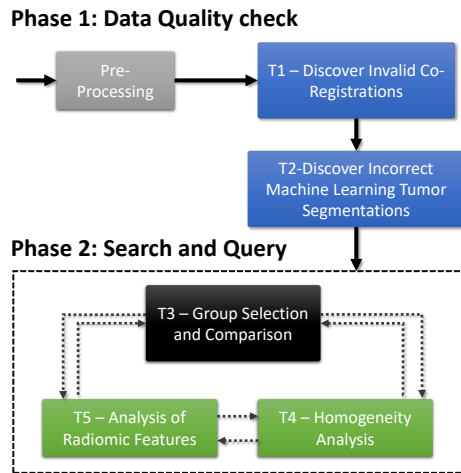 Phase 1: Data Quality check
Pre-
Processing
T1 – Discover Invalid Co-
Registrations
T2-Discover Incorrect
Machine Learning Tumor
Segmentations
Phase 2: Search and Query
T3 – Group Selection
and Comparison
T5 – Analysis of
Radiomic Features
T4 – Homogeneity
Analysis